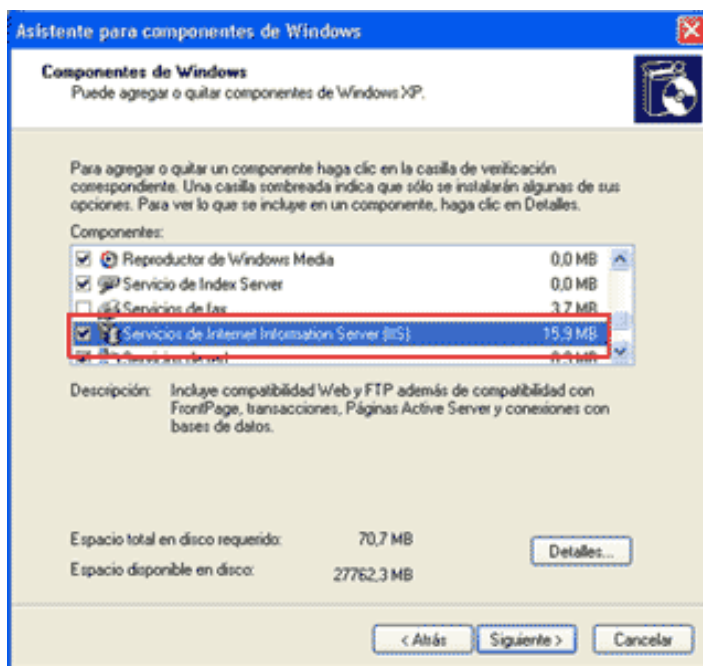 Asistente para componentes de Windows
Componentes de Windows
Puede agregar o quitar componentes de Windows XP.
Para agregar o quitar un componente haga clic en la casilla de verificación
correspondiente. Una casilla sombreada indica que sólo se instalarán algunas de sus
opciones. Para ver lo que se incluye en un componente, haga clic en Detalles.
Componentes:
Reproductor de Windows Media 0,0 MB
Servicio de Index Server 0,0 MB
Servicios de fax 3,7 MB
Servicios de Internet Information Server (IIS) 15,9 MB
Servicios de red 0,3 MB
Descripción: Incluye compatibilidad Web y FTP además de compatibilidad con
FrontPage, transacciones, Páginas Active Server y conexiones con
bases de datos.
Espacio total en disco requerido: 70,7 MB
Detalles...
Espacio disponible en disco: 27762,3 MB
< Atrás Siguiente > Cancelar